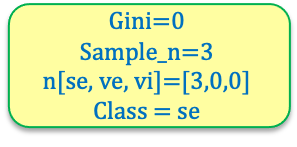 Gini=0
Sample_n=3
n[se, ve, vi]=[3,0,0]
Class = se